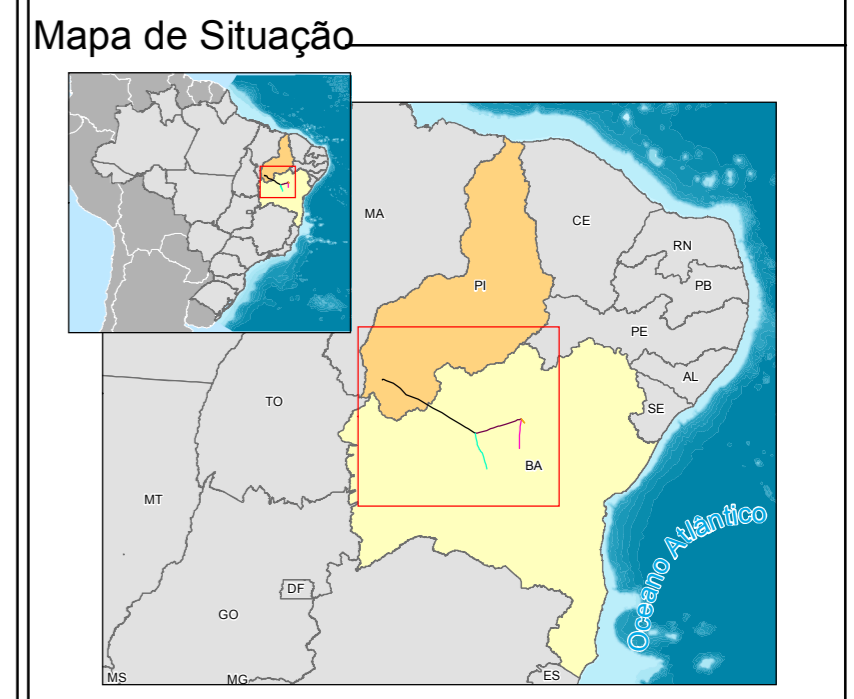 Mapa de Situação
MA
CE
RN
PI
PB
PE
AL
TO
SE
BA
MT
Oceano Atlântico
DF
GO
MS
MG
ES